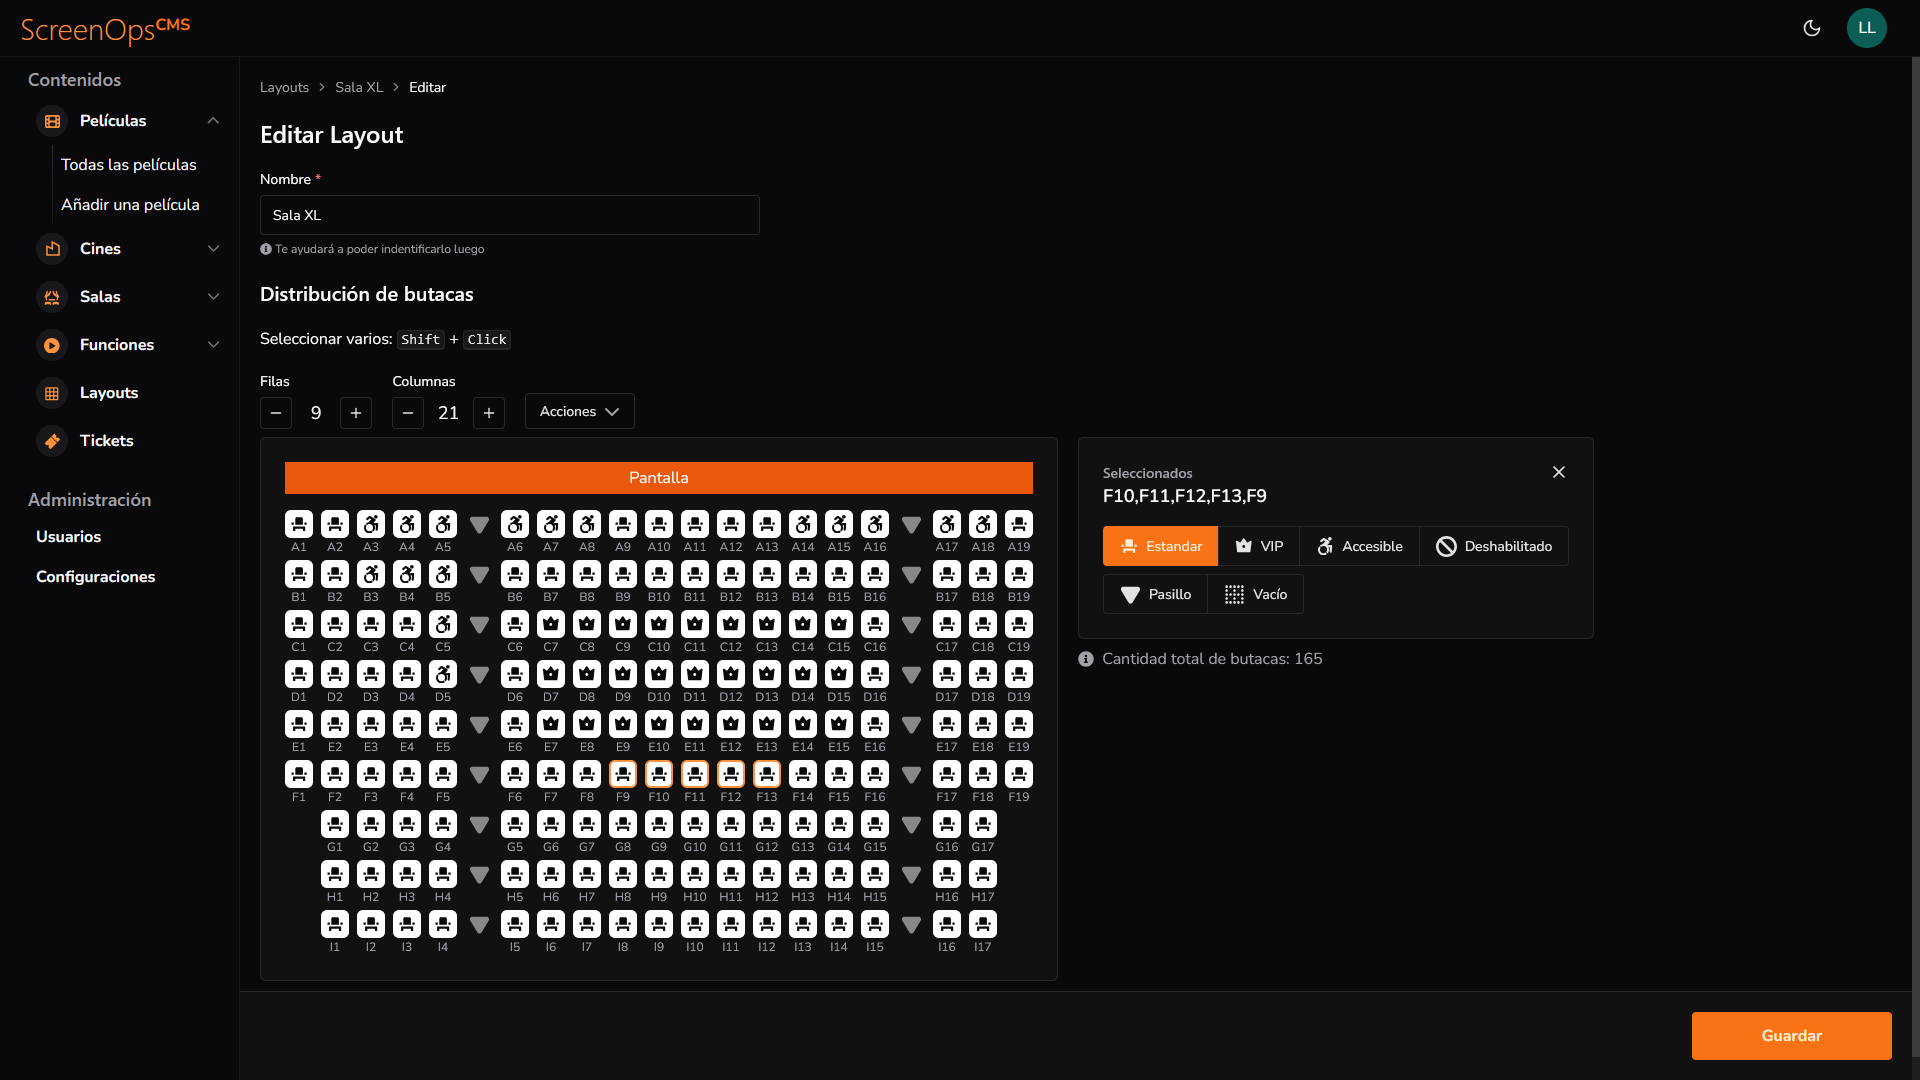 ScreenOpsCMS
LL
Contenidos
Películas
Todas las películas
Añadir una película
Cines
Salas
Funciones
Layouts
Tickets
Administración
Usuarios
Configuraciones
Layouts > Sala XL > Editar
Editar Layout
Nombre *
Sala XL
Te ayudará a poder indentificarlo luego
Distribución de butacas
Seleccionar varios: Shift + Click
Filas
Columnas
− 9 +
− 21 +
Acciones
Pantalla
A1 A2 A3 A4 A5 A6 A7 A8 A9 A10 A11 A12 A13 A14 A15 A16 A17 A18 A19
B1 B2 B3 B4 B5 B6 B7 B8 B9 B10 B11 B12 B13 B14 B15 B16 B17 B18 B19
C1 C2 C3 C4 C5 C6 C7 C8 C9 C10 C11 C12 C13 C14 C15 C16 C17 C18 C19
D1 D2 D3 D4 D5 D6 D7 D8 D9 D10 D11 D12 D13 D14 D15 D16 D17 D18 D19
E1 E2 E3 E4 E5 E6 E7 E8 E9 E10 E11 E12 E13 E14 E15 E16 E17 E18 E19
F1 F2 F3 F4 F5 F6 F7 F8 F9 F10 F11 F12 F13 F14 F15 F16 F17 F18 F19
G1 G2 G3 G4 G5 G6 G7 G8 G9 G10 G11 G12 G13 G14 G15 G16 G17
H1 H2 H3 H4 H5 H6 H7 H8 H9 H10 H11 H12 H13 H14 H15 H16 H17
I1 I2 I3 I4 I5 I6 I7 I8 I9 I10 I11 I12 I13 I14 I15 I16 I17
Seleccionados
F10,F11,F12,F13,F9
Estandar VIP Accesible Deshabilitado
Pasillo Vacío
Cantidad total de butacas: 165
Guardar